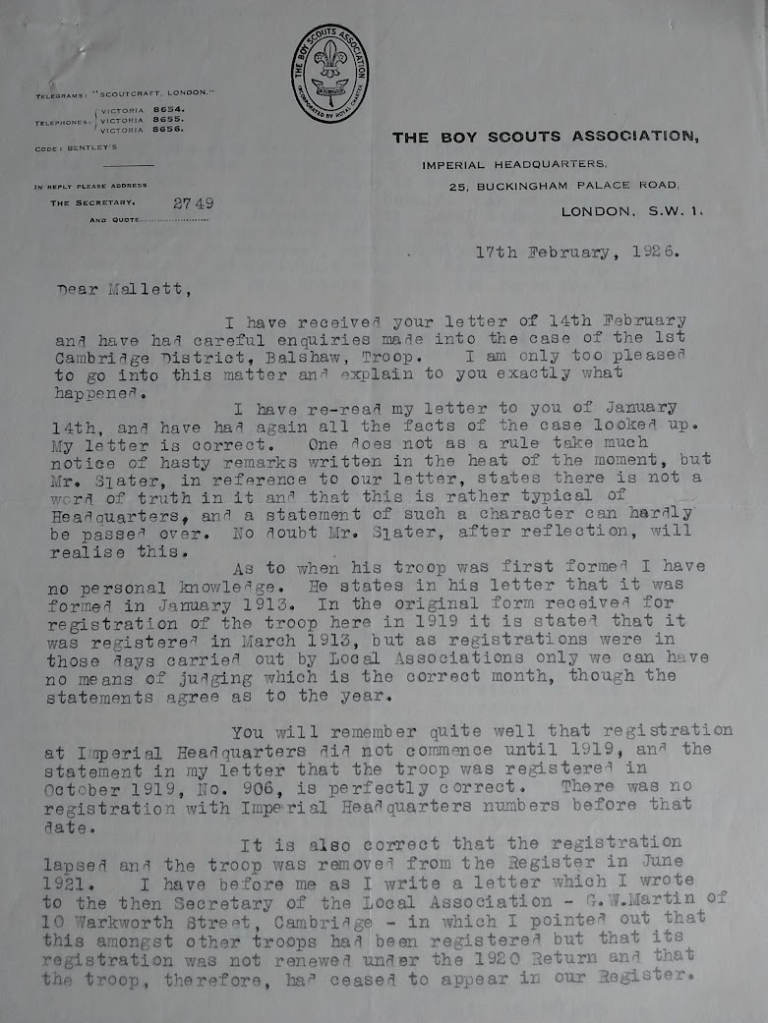 THE BOY SCOUTS ASSOCIATION
INCORPORATED BY ROYAL CHARTER
TELEGRAMS: "SCOUTCRAFT, LONDON."
TELEPHONES: VICTORIA 8654.
VICTORIA 8655.
VICTORIA 8656.
CODE: BENTLEY'S
IN REPLY PLEASE ADDRESS
THE SECRETARY.
2749
AND QUOTE
THE BOY SCOUTS ASSOCIATION,
IMPERIAL HEADQUARTERS.
25, BUCKINGHAM PALACE ROAD,
LONDON, S.W. 1.
17th February, 1926.
Dear Mallett,
I have received your letter of 14th February
and have had careful enquiries made into the case of the 1st
Cambridge District, Balshaw, Troop. I am only too pleased
to go into this matter and explain to you exactly what
happened.
I have re-read my letter to you of January
14th, and have had again all the facts of the case looked up.
My letter is correct. One does not as a rule take much
notice of hasty remarks written in the heat of the moment, but
Mr. Slater, in reference to our letter, states there is not a
word of truth in it and that this is rather typical of
Headquarters, and a statement of such a character can hardly
be passed over. No doubt Mr. Slater, after reflection, will
realise this.
As to when his troop was first formed I have
no personal knowledge. He states in his letter that it was
formed in January 1913. In the original form received for
registration of the troop here in 1919 it is stated that it
was registered in March 1913, but as registrations were in
those days carried out by Local Associations only we can have
no means of judging which is the correct month, though the
statements agree as to the year.
You will remember quite well that registration
at Imperial Headquarters did not commence until 1919, and the
statement in my letter that the troop was registered in
October 1919, No. 906, is perfectly correct. There was no
registration with Imperial Headquarters numbers before that
date.
It is also correct that the registration
lapsed and the troop was removed from the Register in June
1921. I have before me as I write a letter which I wrote
to the then Secretary of the Local Association - G.W.Martin of
10 Warkworth Street, Cambridge - in which I pointed out that
this amongst other troops had been registered but that its
registration was not renewed under the 1920 Return and that
the troop, therefore, had ceased to appear in our Register.